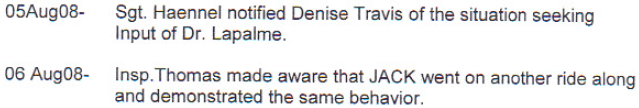 05Aug08- Sgt. Haennel notified Denise Travis of the situation seeking
Input of Dr. Lapalme.
06 Aug08- Insp.Thomas made aware that JACK went on another ride along
and demonstrated the same behavior.